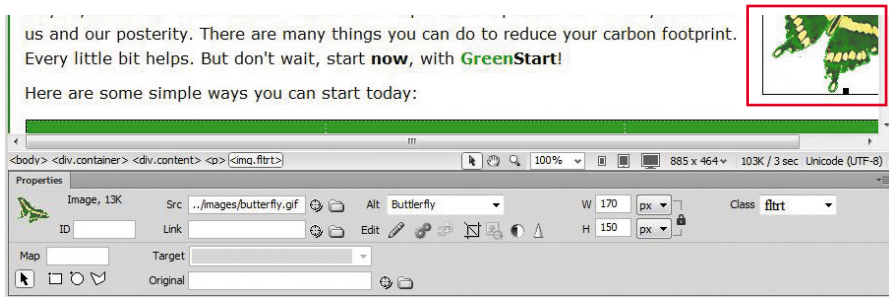 us and our posterity. There are many things you can do to reduce your carbon footprint.
Every little bit helps. But don't wait, start now, with GreenStart!
Here are some simple ways you can start today:
<body> <div.container> <div.content> <p> <img.fltrt> 100% 885 x 464 103K / 3 sec Unicode (UTF-8)
Properties
Image, 13K Src ../images/butterfly.gif Alt Buttlerfly W 170 px Class fltrt
ID Link Edit H 150 px
Map Target
Original